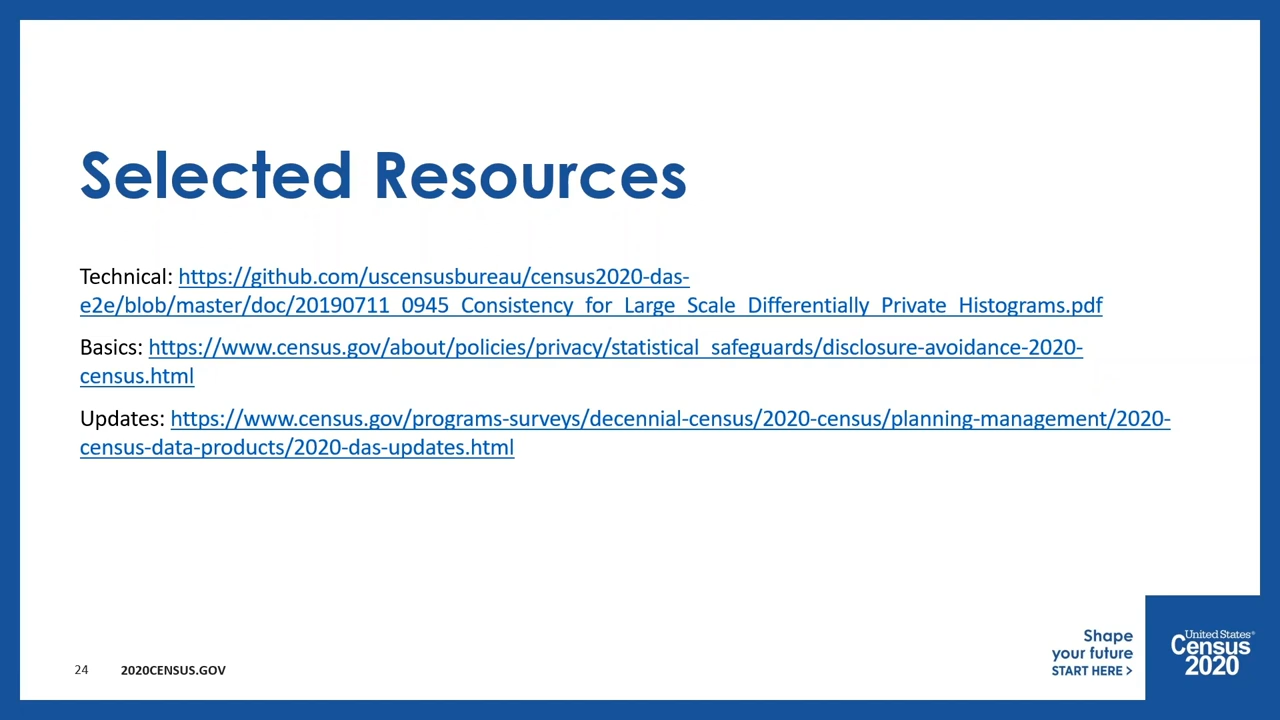 Selected Resources
Technical: https://github.com/uscensusbureau/census2020-das-
e2e/blob/master/doc/20190711_0945_Consistency_for_Large_Scale_Differentially_Private_Histograms.pdf
Basics: https://www.census.gov/about/policies/privacy/statistical_safeguards/disclosure-avoidance-2020-
census.html
Updates: https://www.census.gov/programs-surveys/decennial-census/2020-census/planning-management/2020-
census-data-products/2020-das-updates.html
24 2020CENSUS.GOV
Shape
your future
START HERE >
United States®
Census
2020